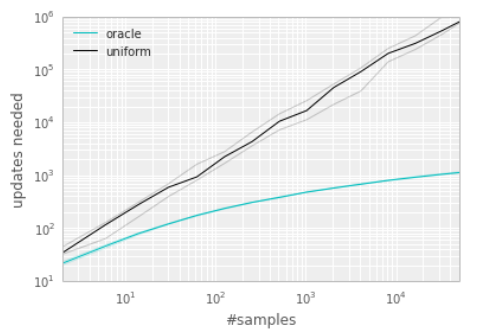 10⁶
oracle
uniform
10⁵
10⁴
10³
10²
10¹
updates needed
10¹ 10² 10³ 10⁴
#samples